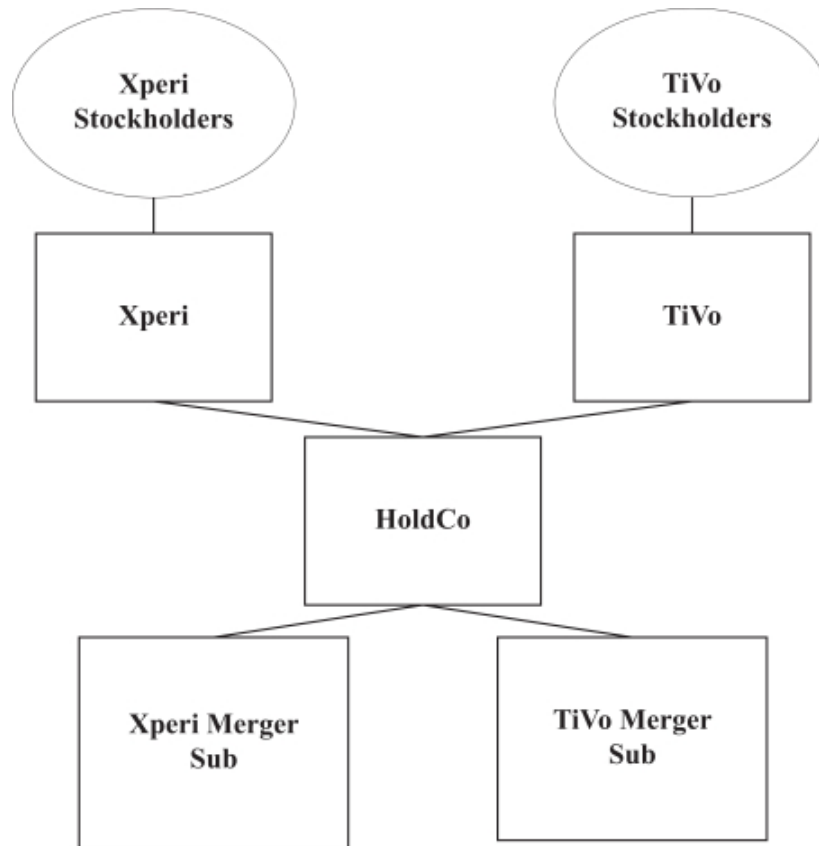 Xperi
Stockholders
TiVo
Stockholders
Xperi
TiVo
HoldCo
Xperi Merger
Sub
TiVo Merger
Sub